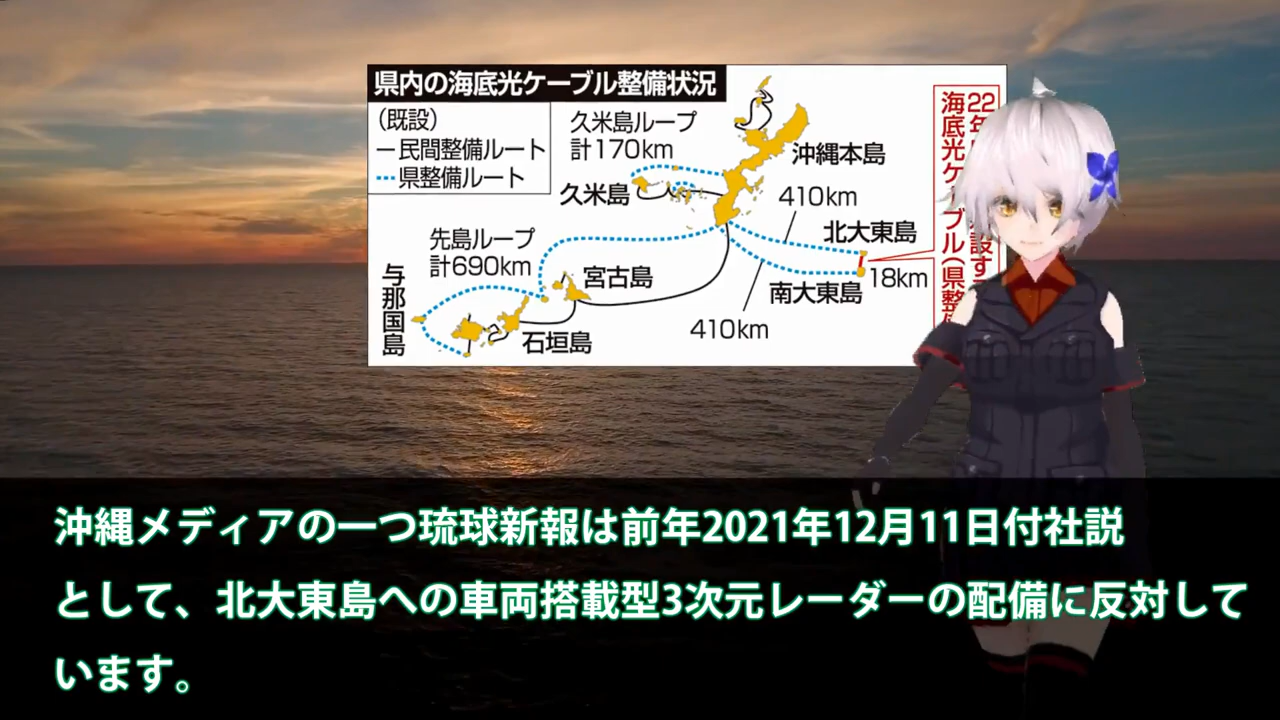 県内の海底光ケーブル整備状況
（既設）
民間整備ルート
県整備ルート
久米島ループ
計170km
久米島
沖縄本島
410km
北大東島
18km
南大東島
410km
先島ループ
計690km
宮古島
石垣島
与那国島
22年
海底光ケーブル（県整
沖縄メディアの一つ琉球新報は前年2021年12月11日付社説
として、北大東島への車両搭載型3次元レーダーの配備に反対して
います。